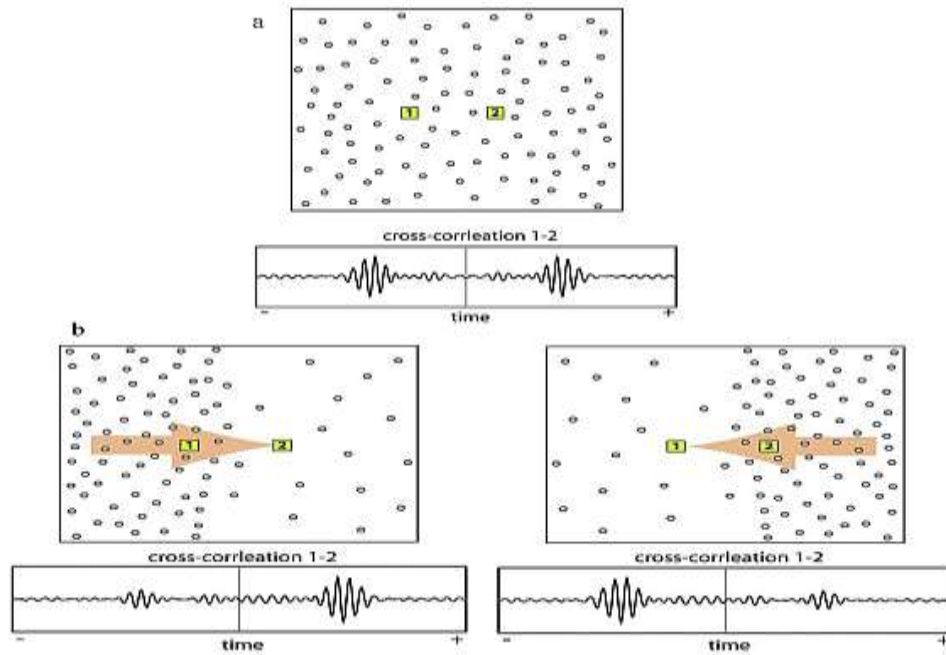 a
1 2
cross-corrleation 1-2
- time +
b
1 2
1 2
cross-corrleation 1-2
cross-corrleation 1-2
- time +
- time +